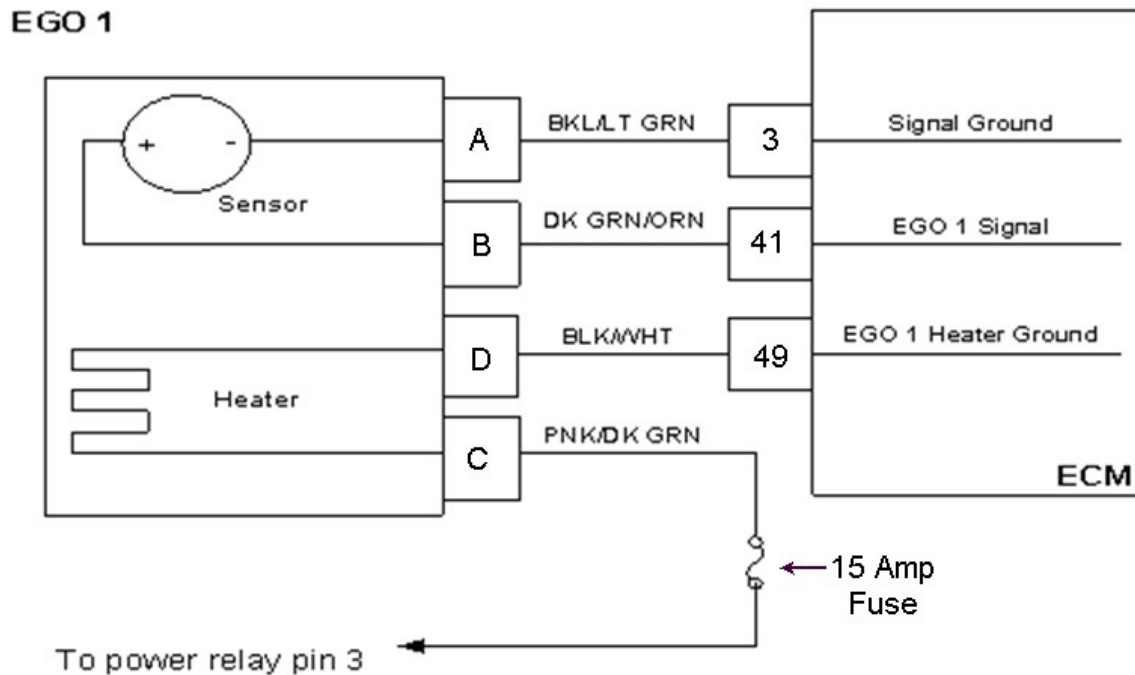 EGO 1
+ -
Sensor
Heater
A
B
D
C
BKL/LT GRN
DK GRN/ORN
BLK/WHT
PNK/DK GRN
3
41
49
Signal Ground
EGO 1 Signal
EGO 1 Heater Ground
ECM
15 Amp
Fuse
To power relay pin 3